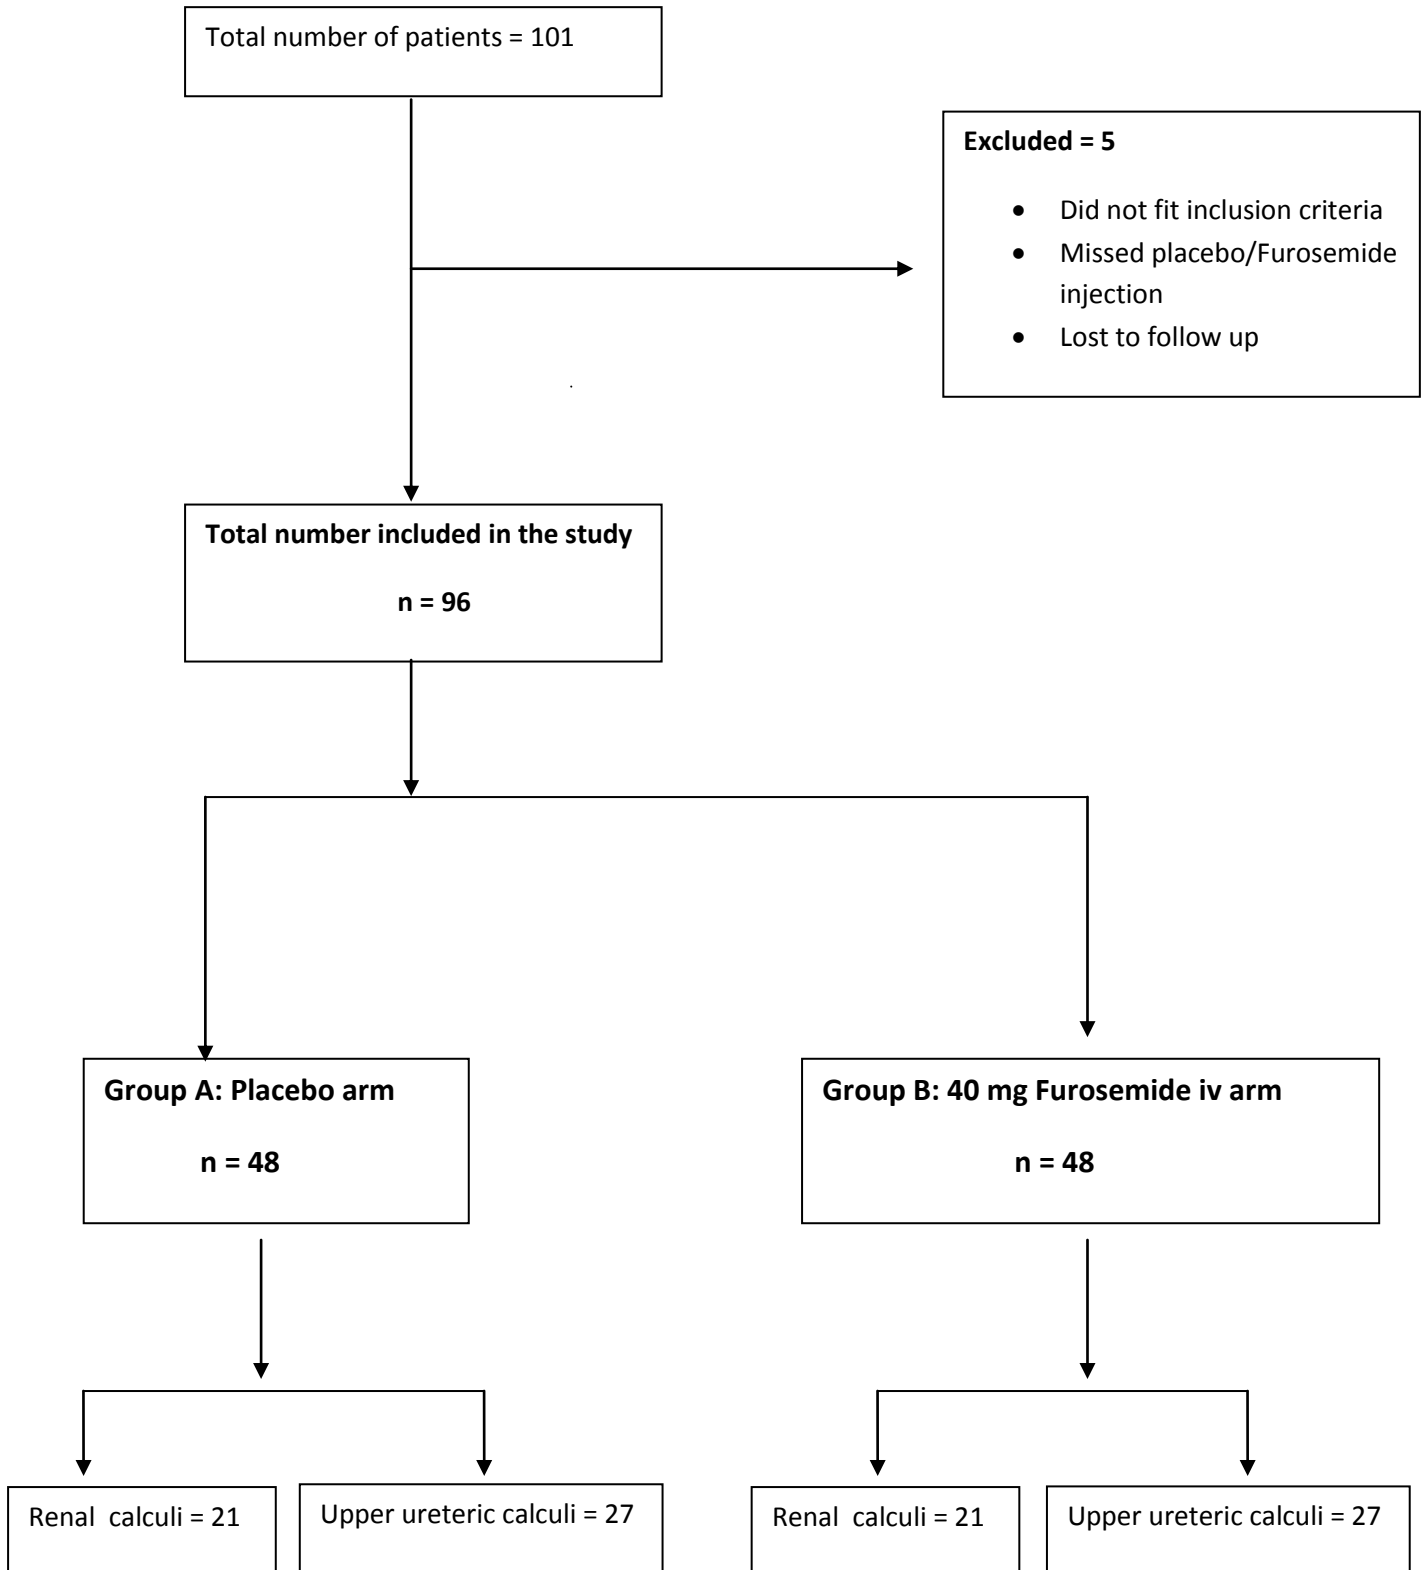 Total number of patients = 101
Excluded = 5
• Did not fit inclusion criteria
• Missed placebo/Furosemide
injection
• Lost to follow up
Total number included in the study
n = 96
Group A: Placebo arm
n = 48
Group B: 40 mg Furosemide iv arm
n = 48
Renal calculi = 21
Upper ureteric calculi = 27
Renal calculi = 21
Upper ureteric calculi = 27